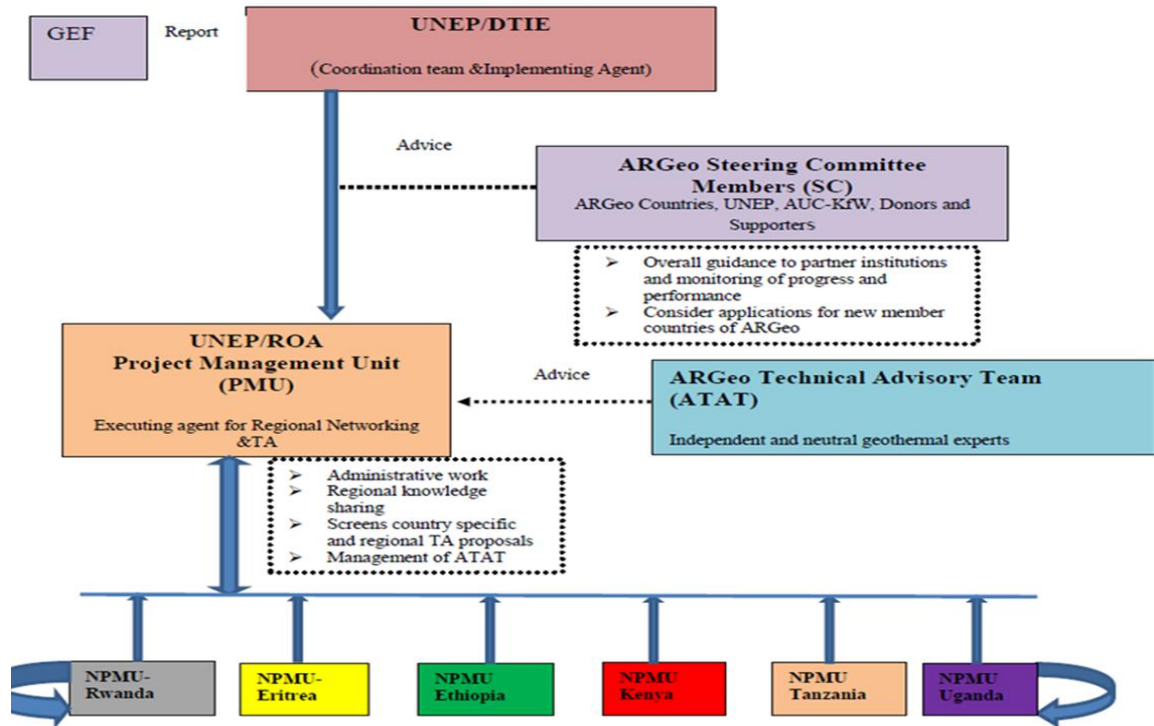 GEF
Report
UNEP/DTIE
(Coordination team &Implementing Agent)
Advice
ARGeo Steering Committee
Members (SC)
ARGeo Countries, UNEP, AUC-KfW, Donors and
Supporters
➤ Overall guidance to partner institutions
and monitoring of progress and
performance
➤ Consider applications for new member
countries of ARGeo
UNEP/ROA
Project Management Unit
(PMU)
Executing agent for Regional Networking
&TA
Advice
ARGeo Technical Advisory Team
(ATAT)
Independent and neutral geothermal experts
➤ Administrative work
➤ Regional knowledge
sharing
➤ Screens country specific
and regional TA proposals
➤ Management of ATAT
NPMU-
Rwanda
NPMU-
Eritrea
NPMU
Ethiopia
NPMU
Kenya
NPMU
Tanzania
NPMU
Uganda